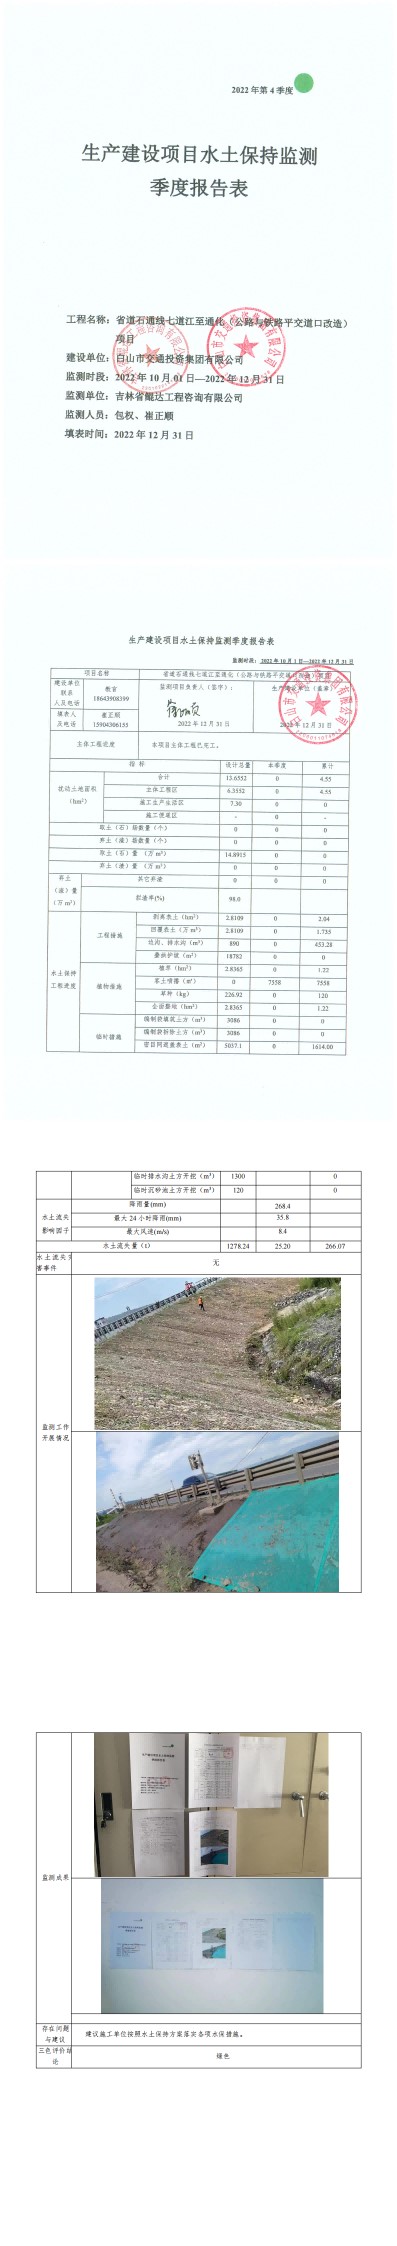 2022 年第 4 季度
生产建设项目水土保持监测
季度报告表
工程名称：省道石通线七道江至通化（公路与铁路平交道口改造）
项目
建设单位：白山市交通投资集团有限公司
监测时段：2022 年 10 月 01 日—2022 年 12 月 31 日
监测单位：吉林省鲲达工程咨询有限公司
监测人员：包权、崔正顺
填表时间：2022 年 12 月 31 日
生产建设项目水土保持监测季度报告表
监测时段：2022 年 10 月 1 日—2022 年 12 月 31 日
项目名称 省道石通线七道江至通化（公路与铁路平交道口改造）项目
建设单位联系人及电话 18643908399 监测项目负责人（签字）： 2022 年 12 月 31 日 生产建设单位（盖章） 2022 年 12 月 31 日
填表人及电话 崔正顺 15904306155
主体工程进度 本项目主体工程已完工。
指 标 设计总量 本季度 累计
扰动土地面积（hm²） 合计 13.6552 0 4.55
主体工程区 6.3552 0 4.55
施工生产生活区 7.30 0 0
施工便道区 - 0 -
取土（石）场数量（个） 0 0 0
弃土（渣）场数量（个） 0 0 0
取土（石）量（万 m³） 14.8915 0 0
弃土（渣）量（万 m³） 0 0 0
弃土（渣）量（万 m³） 其它弃渣 0 0 0
拦渣率(%) 98.0
水土保持工程进度 工程措施 剥离表土（hm²） 2.8109 0 2.04
回覆表土（万 m³） 2.8109 0 1.735
边沟、排水沟（m³） 890 0 453.28
叠拱护坡（m²） 18782 0 0
植物措施 植草（hm²） 2.8365 0 1.22
客土喷播（㎡） 0 7558 7558
草籽（kg） 226.92 0 120
全面整地（hm²） 2.8365 0 1.22
临时措施 编制袋填筑土方（m³） 3086 0 0
编制袋拆除土方（m³） 3086 0 0
密目网遮盖表土（m²） 5037.1 0 1614.00
临时排水沟土方开挖（m³） 1300 0
临时沉砂池土方开挖（m³） 120 0
水土流失影响因子 降雨量(mm) 268.4
最大 24 小时降雨(mm) 35.8
最大风速(m/s) 8.4
水土流失量（t） 1278.24 25.20 266.07
水土流失灾害事件 无
监测工作开展情况
监测成果
存在问题与建议 建议施工单位按照水土保持方案落实各项水保措施。
三色评价结论 绿色